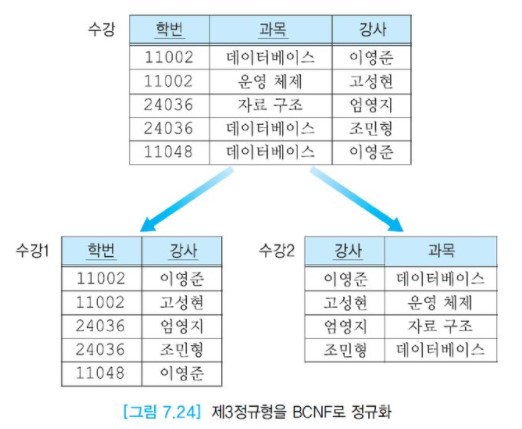 수강
학번 과목 강사
11002 데이터베이스 이영준
11002 운영 체제 고성현
24036 자료 구조 엄영지
24036 데이터베이스 조민형
11048 데이터베이스 이영준
수강1
학번 강사
11002 이영준
11002 고성현
24036 엄영지
24036 조민형
11048 이영준
수강2
강사 과목
이영준 데이터베이스
고성현 운영 체제
엄영지 자료 구조
조민형 데이터베이스
[그림 7.24] 제3정규형을 BCNF로 정규화